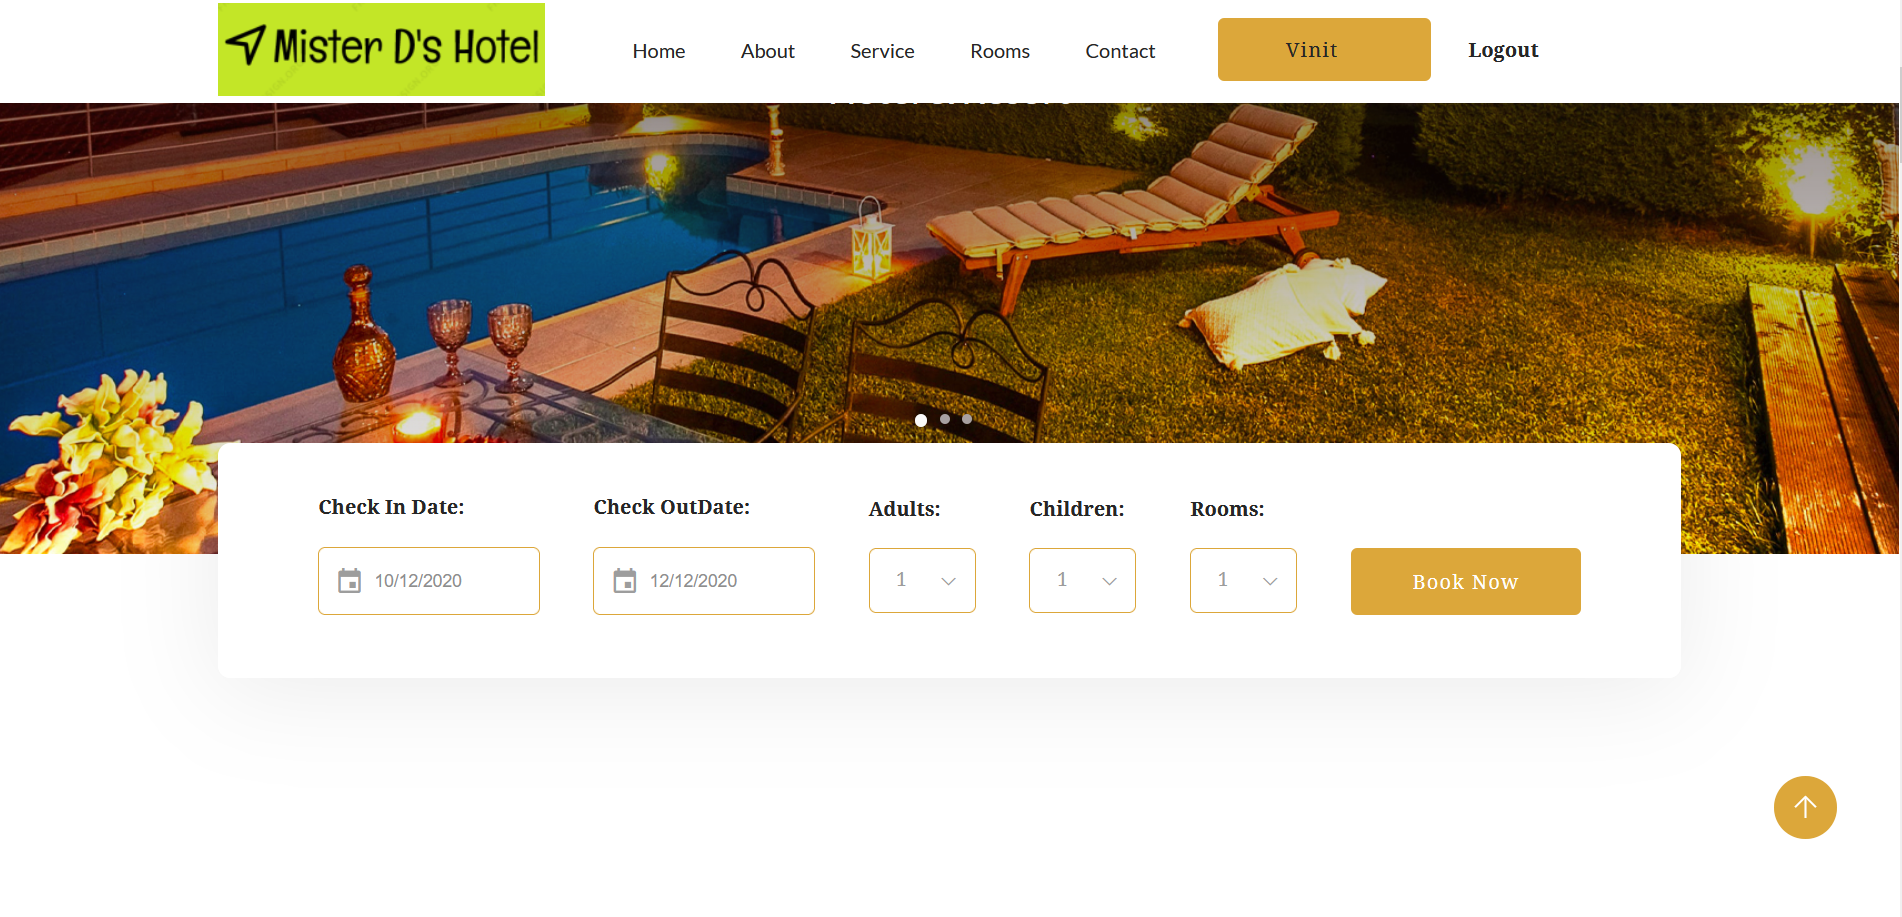 Mister D's Hotel
Home
About
Service
Rooms
Contact
Vinit
Logout
Check In Date:
Check OutDate:
Adults:
Children:
Rooms:
10/12/2020
12/12/2020
1
1
1
Book Now